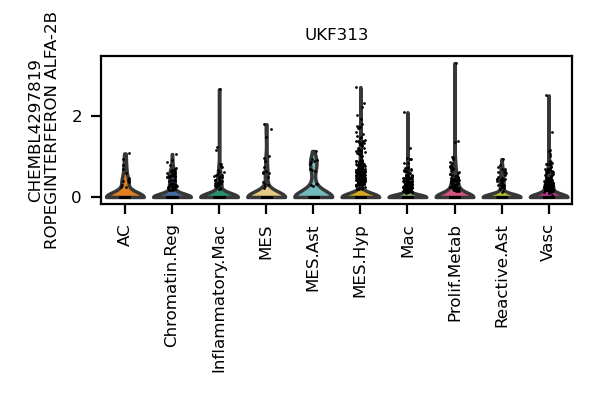 UKF313
CHEMBL4297819
ROPEGINTERFERON ALFA-2B
2
0
AC
Chromatin.Reg
Inflammatory.Mac
MES
MES.Ast
MES.Hyp
Mac
Prolif.Metab
Reactive.Ast
Vasc